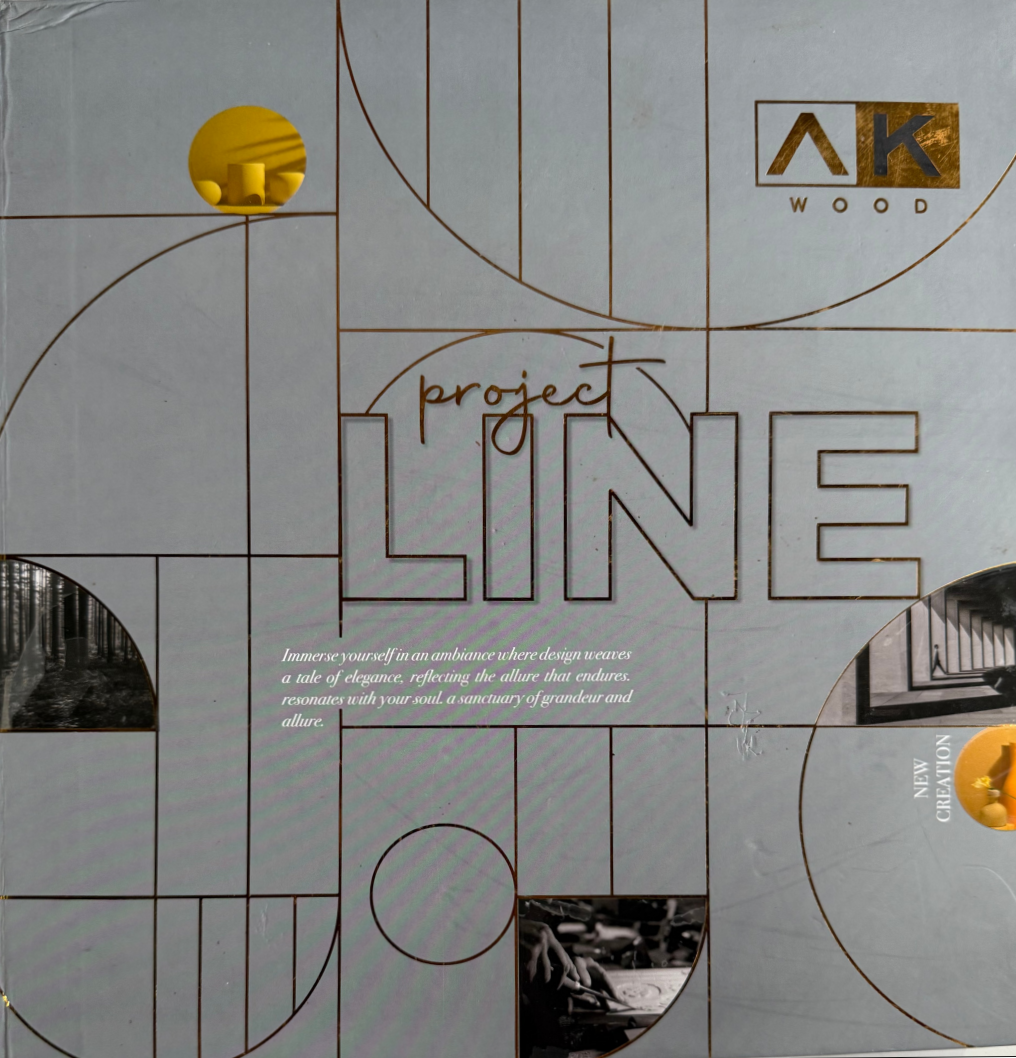 AK
WOOD
project
LINE
Immerse yourself in an ambiance where design weaves
a tale of elegance, reflecting the allure that endures.
resonates with your soul. a sanctuary of grandeur and
allure.
NEW
CREATION